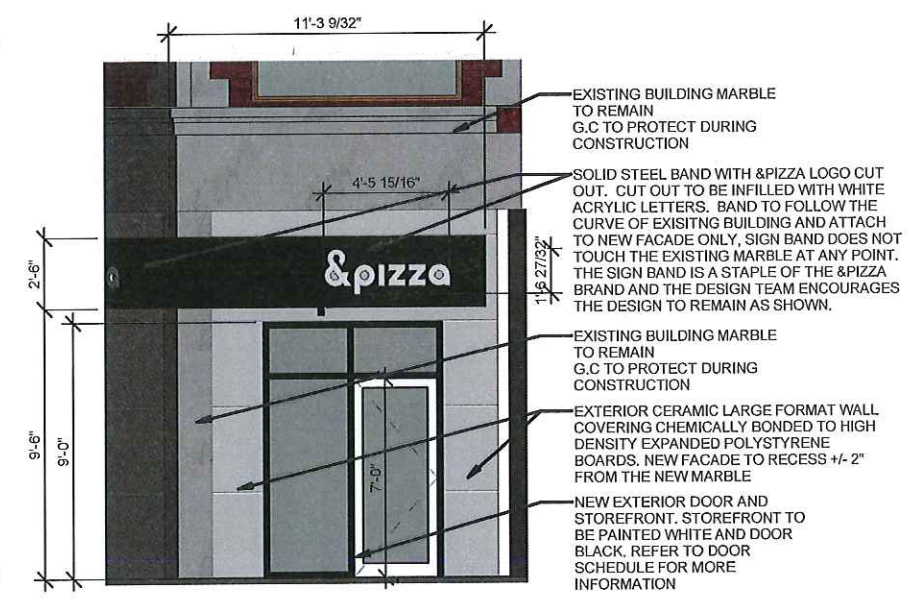 11'-3 9/32"
EXISTING BUILDING MARBLE
TO REMAIN
G.C TO PROTECT DURING
CONSTRUCTION
4'-5 15/16"
SOLID STEEL BAND WITH &PIZZA LOGO CUT
OUT. CUT OUT TO BE INFILLED WITH WHITE
ACRYLIC LETTERS. BAND TO FOLLOW THE
CURVE OF EXISITNG BUILDING AND ATTACH
TO NEW FACADE ONLY, SIGN BAND DOES NOT
TOUCH THE EXISTING MARBLE AT ANY POINT.
THE SIGN BAND IS A STAPLE OF THE &PIZZA
BRAND AND THE DESIGN TEAM ENCOURAGES
THE DESIGN TO REMAIN AS SHOWN.
2'-6"
&pizza
1'-6 27/32"
EXISTING BUILDING MARBLE
TO REMAIN
G.C TO PROTECT DURING
CONSTRUCTION
9'-6"
9'-0"
7'-0"
EXTERIOR CERAMIC LARGE FORMAT WALL
COVERING CHEMICALLY BONDED TO HIGH
DENSITY EXPANDED POLYSTYRENE
BOARDS. NEW FACADE TO RECESS +/- 2"
FROM THE NEW MARBLE
NEW EXTERIOR DOOR AND
STOREFRONT. STOREFRONT TO
BE PAINTED WHITE AND DOOR
BLACK. REFER TO DOOR
SCHEDULE FOR MORE
INFORMATION